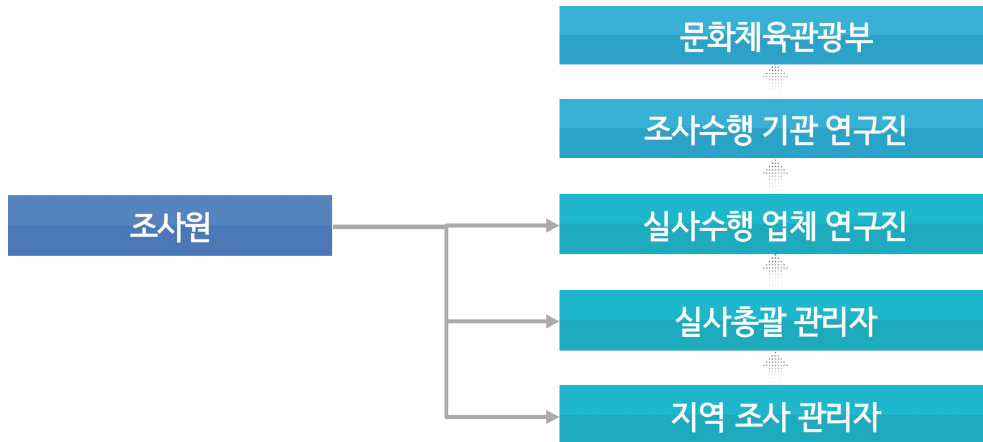 문화체육관광부
조사수행 기관 연구진
조사원
실사수행 업체 연구진
실사총괄 관리자
지역 조사 관리자